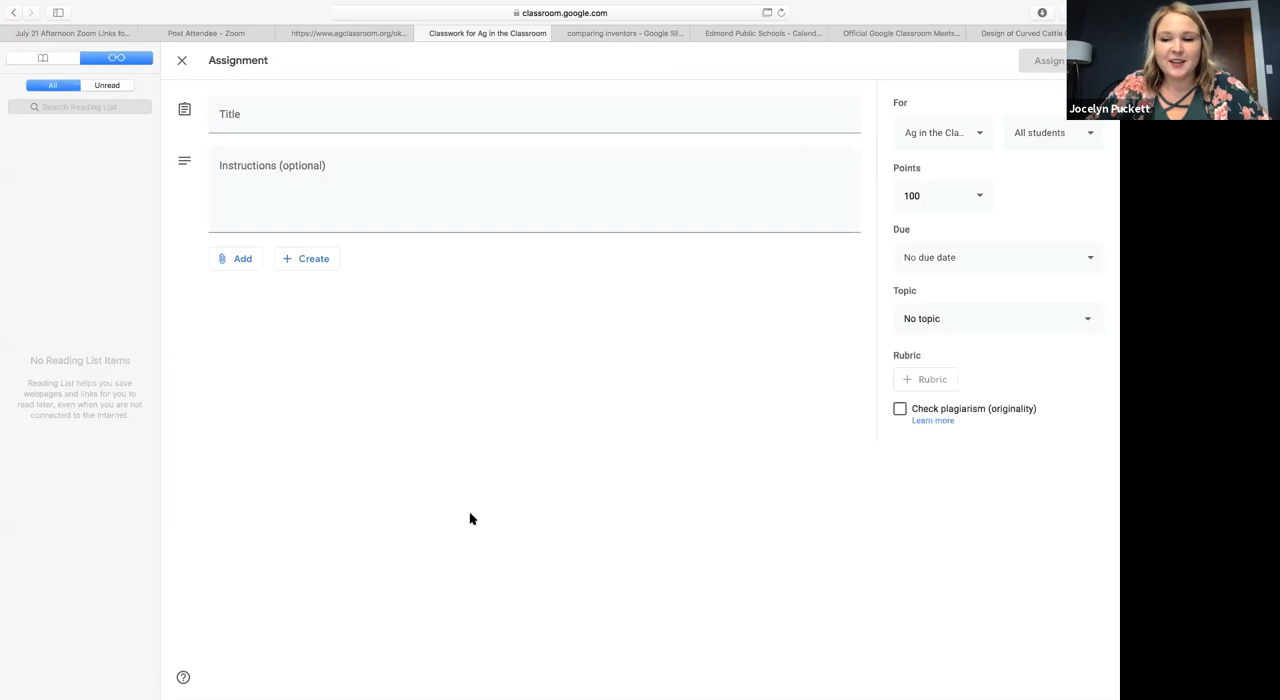 classroom.google.com
July 21 Afternoon Zoom Links fo...
Post Attendee - Zoom
https://www.agclassroom.org/ok...
Classwork for Ag in the Classroom
comparing inventors - Google Sli...
Edmond Public Schools - Calend...
Official Google Classroom Meets...
Design of Curved Cattle
All
Unread
Search Reading List
No Reading List Items
Reading List helps you save
webpages and links for you to
read later, even when you are not
connected to the Internet.
Assignment
Assign
Title
Instructions (optional)
Add
Create
For
Ag in the Cla...
All students
Points
100
Due
No due date
Topic
No topic
Rubric
Rubric
Check plagiarism (originality)
Learn more
Jocelyn Puckett